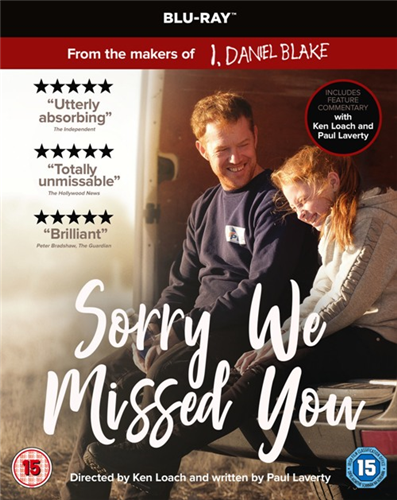 BLU-RAY™
From the makers of I, DANIEL BLAKE
★★★★★
“Utterly
absorbing”
The Independent
★★★★★
“Totally
unmissable”
The Hollywood News
★★★★★
“Brilliant”
Peter Bradshaw, The Guardian
INCLUDES
FEATURE
COMMENTARY
with
Ken Loach and
Paul Laverty
Sorry We
Missed You
15
15
Directed by Ken Loach and written by Paul Laverty